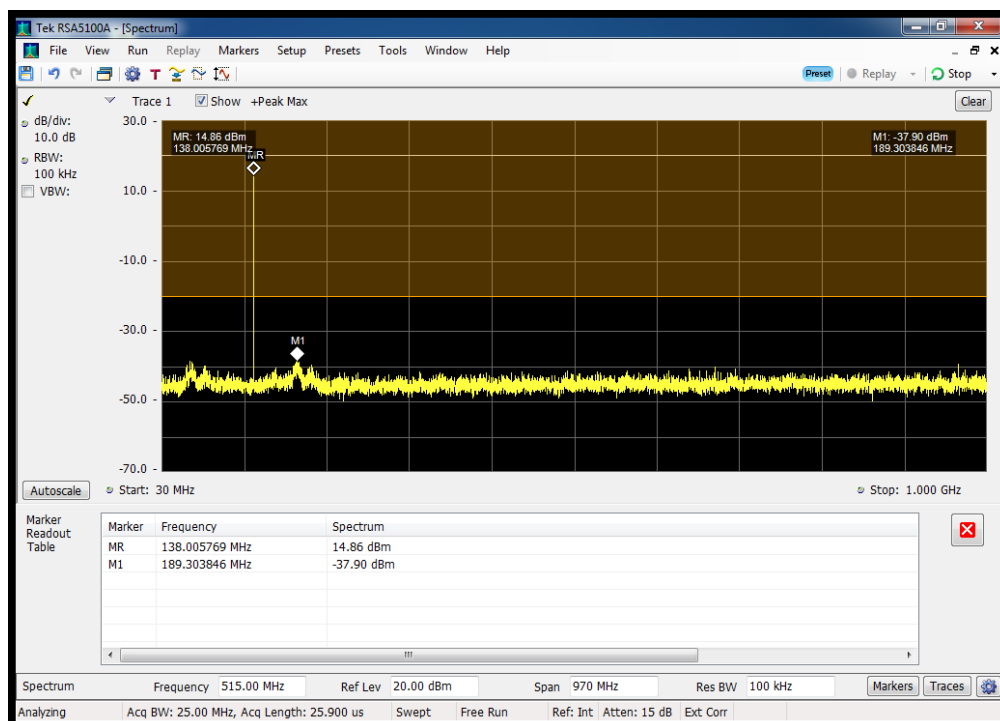 Tek RSA5100A - [Spectrum]
File View Run Replay Markers Setup Presets Tools Window Help
T Preset Replay Stop
Trace 1 Show +Peak Max Clear
dB/div:
10.0 dB
RBW:
100 kHz
VBW:
30.0 -
10.0 -
-10.0 -
-30.0 -
-50.0 -
-70.0 -
MR: 14.86 dBm
138.005769 MHz
MR
M1: -37.90 dBm
189.303846 MHz
M1
Autoscale Start: 30 MHz Stop: 1.000 GHz
Marker
Readout
Table
Marker Frequency Spectrum
MR 138.005769 MHz 14.86 dBm
M1 189.303846 MHz -37.90 dBm
Spectrum Frequency 515.00 MHz Ref Lev 20.00 dBm Span 970 MHz Res BW 100 kHz Markers Traces
Analyzing Acq BW: 25.00 MHz, Acq Length: 25.900 us Swept Free Run Ref: Int Atten: 15 dB Ext Corr